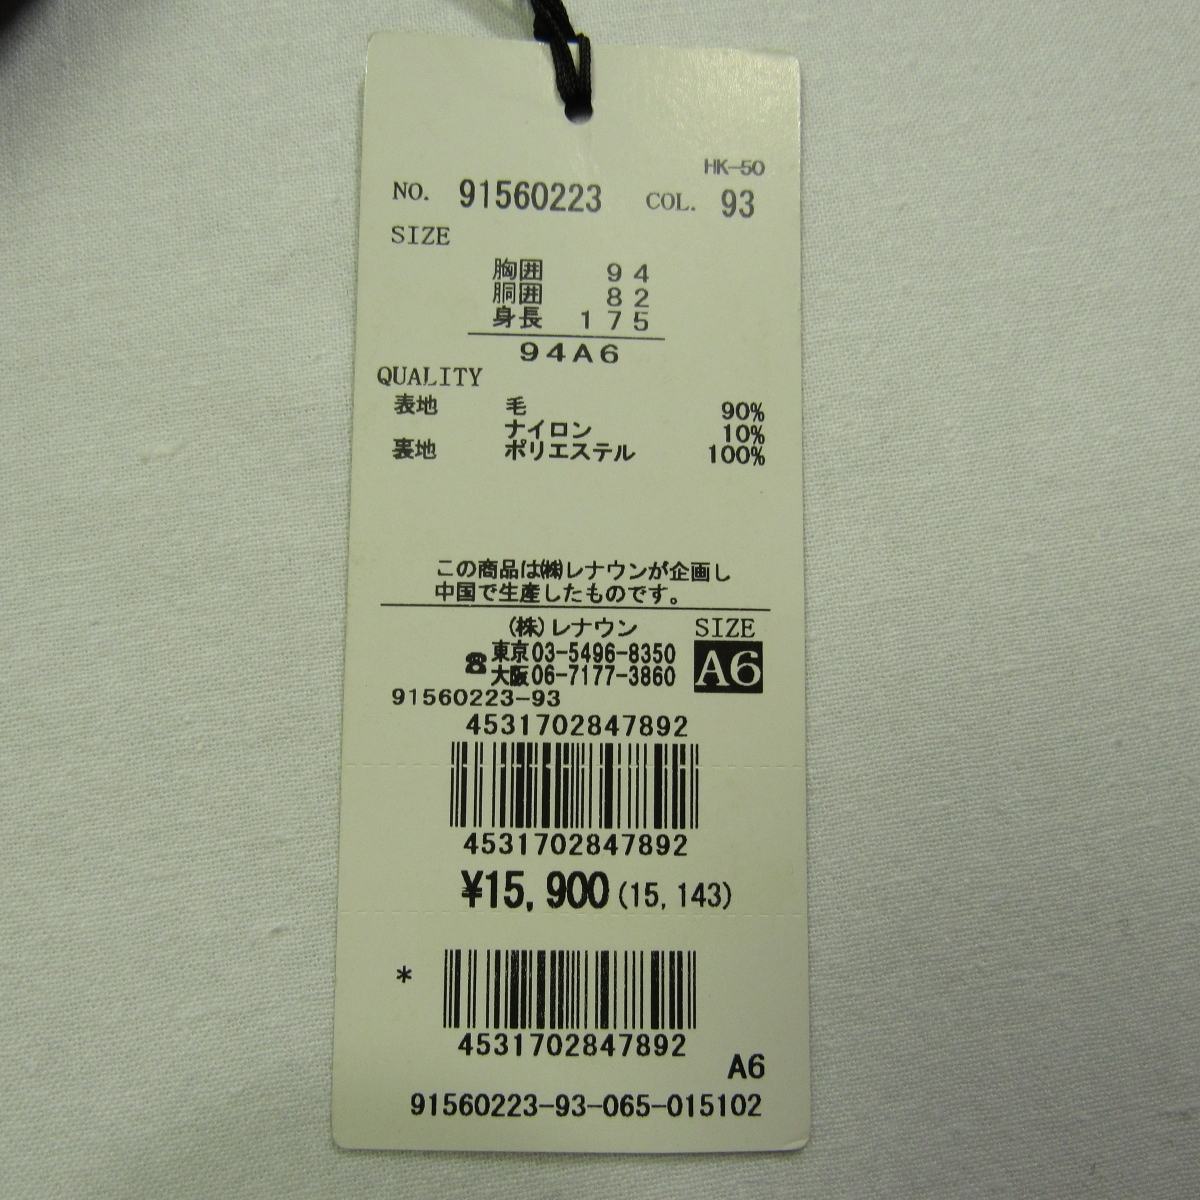 HK-50
NO. 91560223 COL. 93
SIZE
胸囲 94
胴囲 82
身長 175
94A6
QUALITY
表地 毛 90%
ナイロン 10%
裏地 ポリエステル 100%
この商品は㈱レナウンが企画し
中国で生産したものです。
(株)レナウン SIZE
☎東京03-5496-8350 A6
大阪06-7177-3860
91560223-93
4531702847892
4531702847892
¥15,900(15,143)
*
4531702847892
A6
91560223-93-065-015102